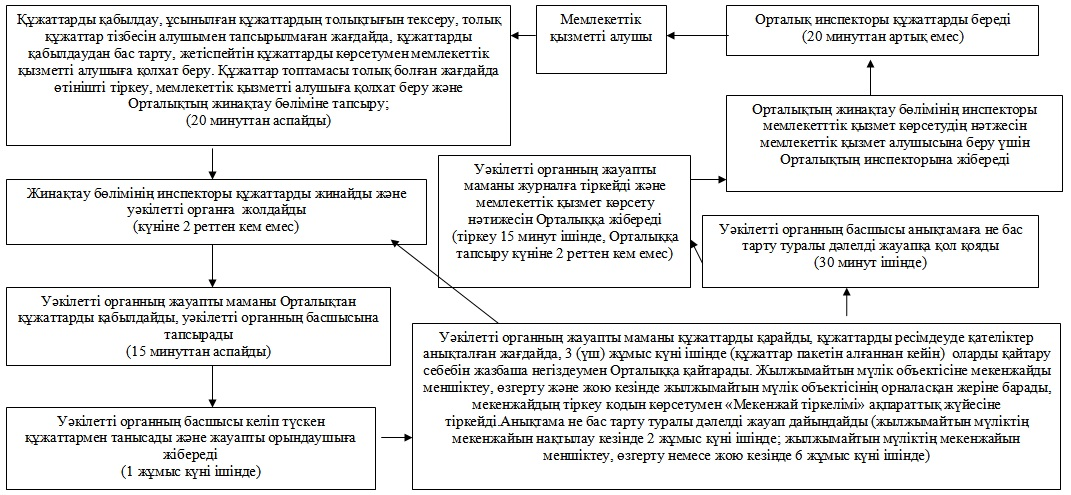 Құжаттарды қабылдау, ұсынылған құжаттардың толықтығын тексеру, толық
құжаттар тізбесін алушымен тапсырылмаған жағдайда, құжаттарды
қабылдаудан бас тарту, жетіспейтін құжаттарды көрсетумен мемлекеттік
қызметті алушыға қолхат беру. Құжаттар топтамасы толық болған жағдайда
өтінішті тіркеу, мемлекеттік қызметті алушыға қолхат беру және
Орталықтың жинақтау бөліміне тапсыру;
(20 минуттан аспайды)
Мемлекеттік
қызметті алушы
Орталық инспекторы құжаттарды береді
(20 минуттан артық емес)
Орталықтың жинақтау бөлімінің инспекторы
мемлекетттік қызмет көрсетудің нәтжесін
мемлекеттік қызмет алушысына беру үшін
Орталықтың инспекторына жібереді
Уәкілетті органның жауапты
маманы журналға тіркейді және
мемлекеттік қызмет көрсету
нәтижесін Орталыққа жібереді
(тіркеу 15 минут ішінде, Орталыққа
тапсыру күніне 2 реттен кем емес)
Жинақтау бөлімінің инспекторы құжаттарды жинайды және
уәкілетті органға жолдайды
(күніне 2 реттен кем емес)
Уәкілетті органның басшысы анықтамаға не бас
тарту туралы дәлелді жауапқа қол қояды
(30 минут ішінде)
Уәкілетті органның жауапты маманы Орталықтан
құжаттарды қабылдайды, уәкілетті органның басшысына
тапсырады
(15 минуттан аспайды)
Уәкілетті органның жауапты маманы құжаттарды қарайды, құжаттарды ресімдеуде қателіктер
анықталған жағдайда, 3 (үш) жұмыс күні ішінде (құжаттар пакетін алғаннан кейін) оларды қайтару
себебін жазбаша негіздеумен Орталыққа қайтарады. Жылжымайтын мүлік объектісіне мекенжайды
меншіктеу, өзгерту және жою кезінде жылжымайтын мүлік объектісінің орналасқан жеріне барады,
мекенжайдың тіркеу кодын көрсетумен «Мекенжай тіркелімі» ақпараттық жүйесіне
тіркейді.Анықтама не бас тарту туралы дәлелді жауап дайындайды (жылжымайтын мүліктің
мекенжайын нақтылау кезінде 2 жұмыс күні ішінде; жылжымайтын мүліктің мекенжайын
меншіктеу, өзгерту немесе жою кезінде 6 жұмыс күні ішінде)
Уәкілетті органның басшысы келіп түскен
құжаттармен танысады және жауапты орындаушыға
жібереді
(1 жұмыс күні ішінде)